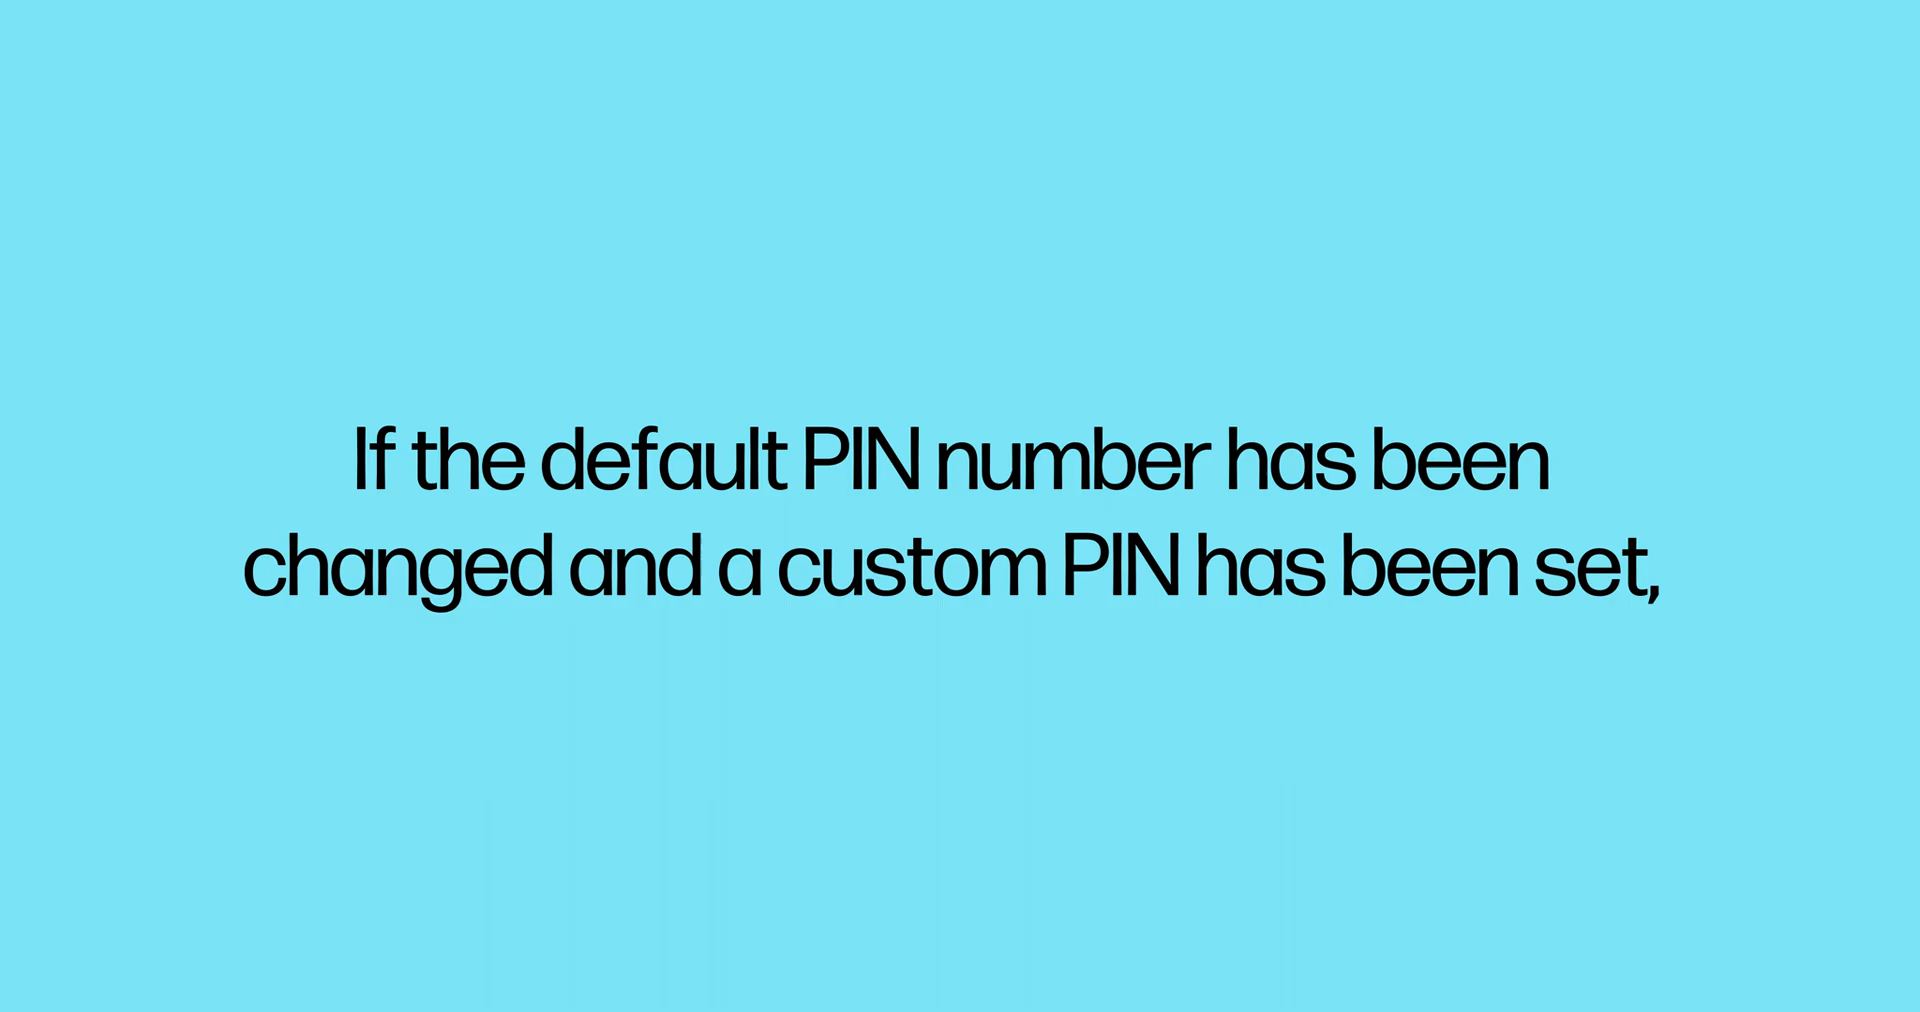 If the default PIN number has been
changed and a custom PIN has been set,